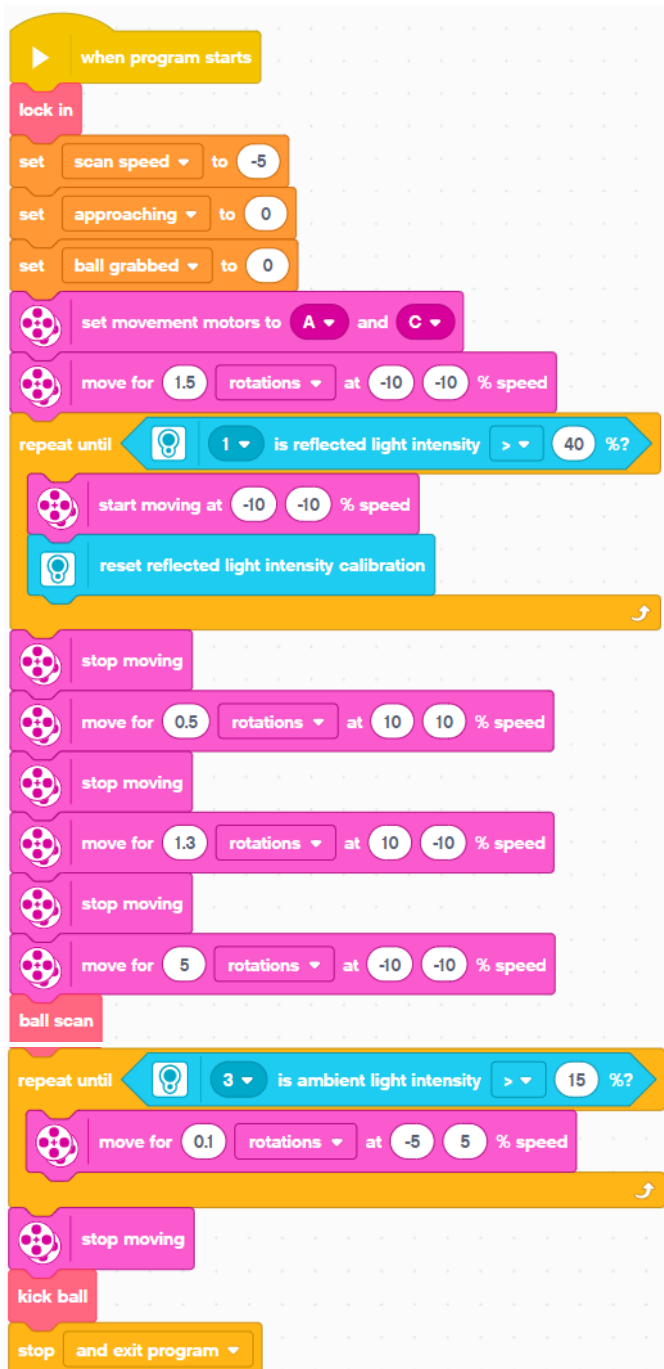 when program starts
lock in
set scan speed to -5
set approaching to 0
set ball grabbed to 0
set movement motors to A and C
move for 1.5 rotations at -10 -10 % speed
repeat until 1 is reflected light intensity > 40 %?
start moving at -10 -10 % speed
reset reflected light intensity calibration
stop moving
move for 0.5 rotations at 10 10 % speed
stop moving
move for 1.3 rotations at 10 -10 % speed
stop moving
move for 5 rotations at -10 -10 % speed
ball scan
repeat until 3 is ambient light intensity > 15 %?
move for 0.1 rotations at -5 5 % speed
stop moving
kick ball
stop and exit program